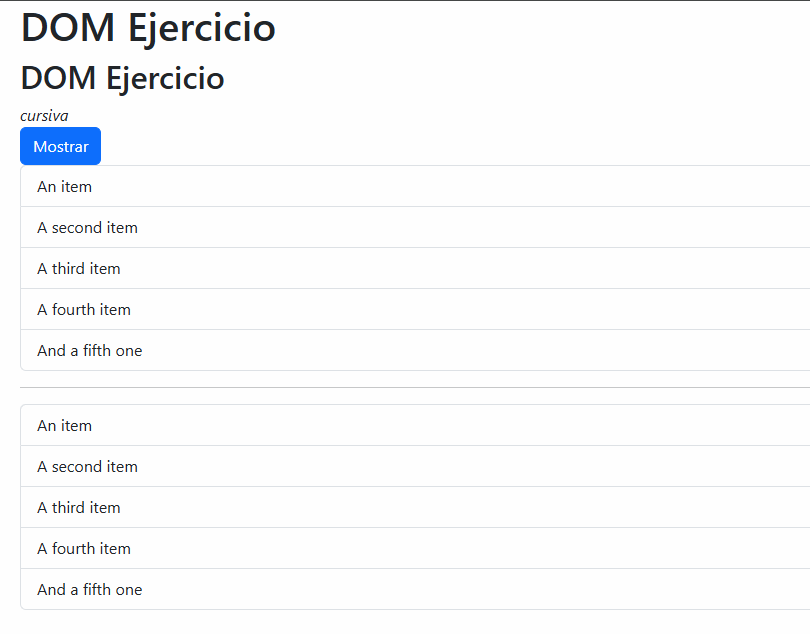 DOM Ejercicio
DOM Ejercicio
cursiva
Mostrar
An item
A second item
A third item
A fourth item
And a fifth one
An item
A second item
A third item
A fourth item
And a fifth one